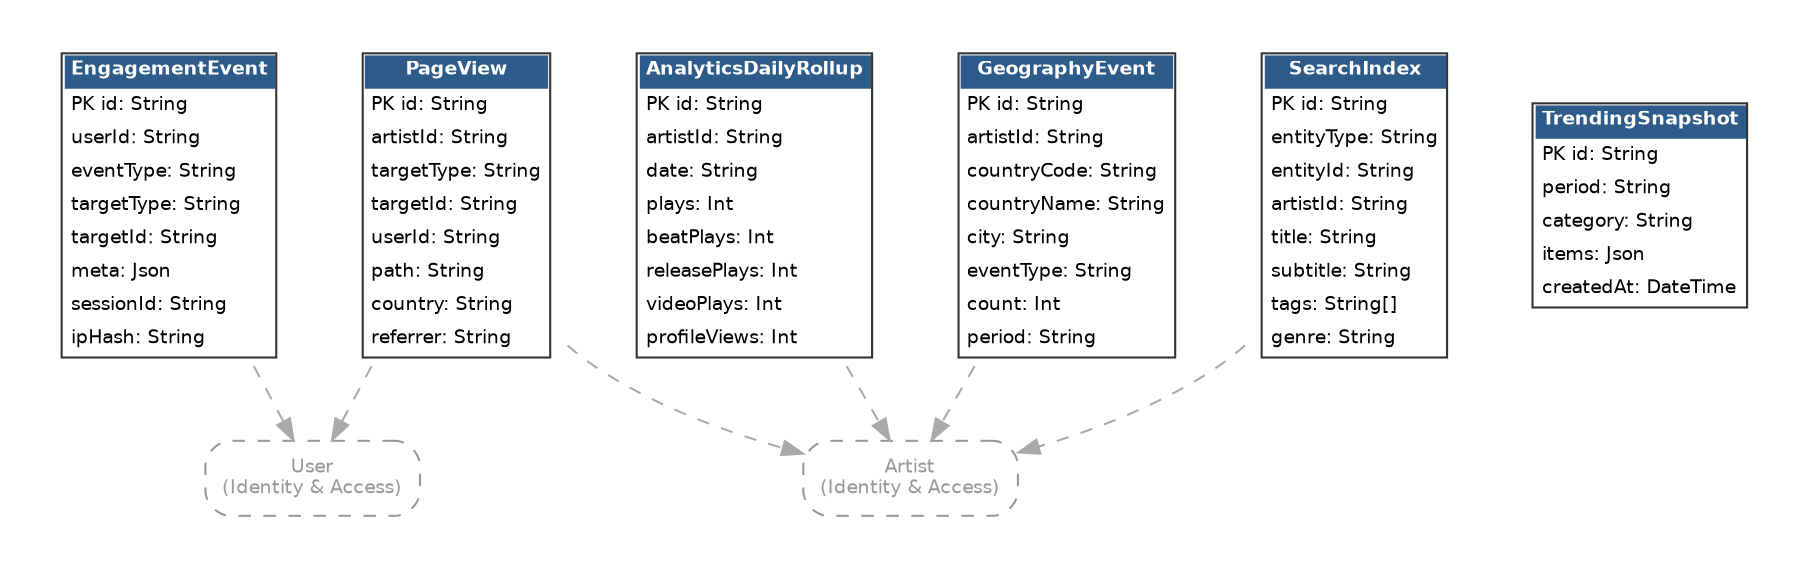 EngagementEvent
PK id: String
userId: String
eventType: String
targetType: String
targetId: String
meta: Json
sessionId: String
ipHash: String
PageView
PK id: String
artistId: String
targetType: String
targetId: String
userId: String
path: String
country: String
referrer: String
AnalyticsDailyRollup
PK id: String
artistId: String
date: String
plays: Int
beatPlays: Int
releasePlays: Int
videoPlays: Int
profileViews: Int
GeographyEvent
PK id: String
artistId: String
countryCode: String
countryName: String
city: String
eventType: String
count: Int
period: String
SearchIndex
PK id: String
entityType: String
entityId: String
artistId: String
title: String
subtitle: String
tags: String[]
genre: String
TrendingSnapshot
PK id: String
period: String
category: String
items: Json
createdAt: DateTime
User
(Identity & Access)
Artist
(Identity & Access)